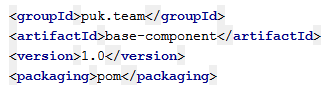 <groupId>puk.team</groupId>
<artifactId>base-component</artifactId>
<version>1.0</version>
<packaging>pom</packaging>